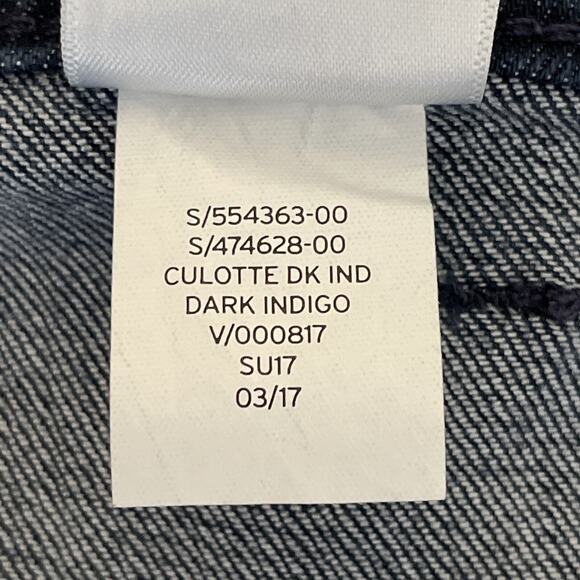 S/554363-00
S/474628-00
CULOTTE DK IND
DARK INDIGO
V/000817
SU17
03/17